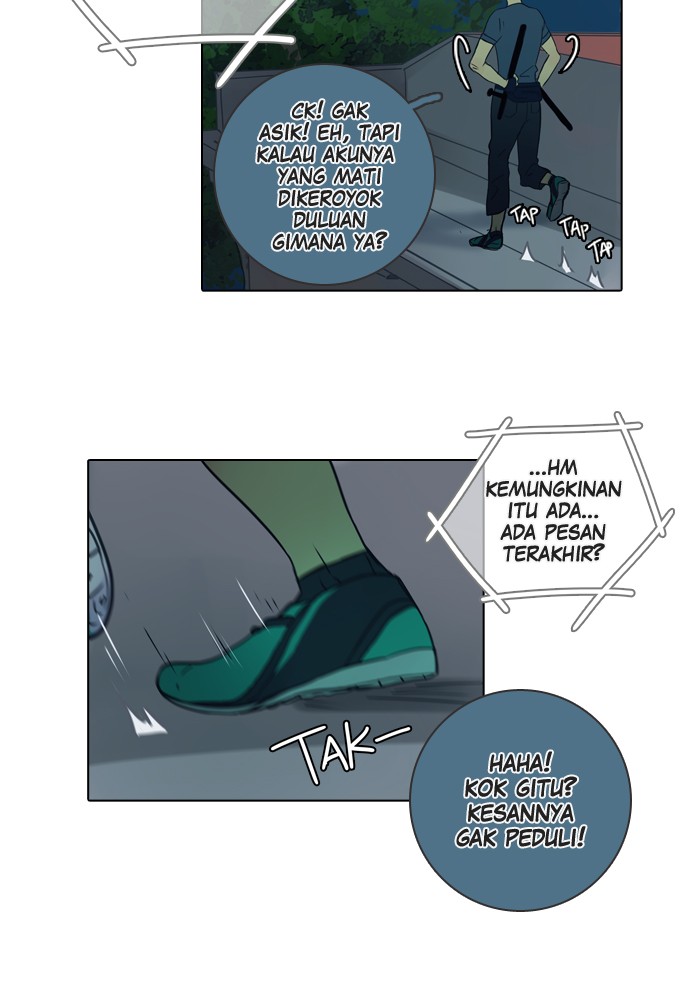 CK! GAK
ASIK! EH, TAPI
KALAU AKUNYA
YANG MATI
DIKEROYOK
DULUAN
GIMANA YA?
TAP
TAP
TAP
...HM
KEMUNGKINAN
ITU ADA...
ADA PESAN
TERAKHIR?
TAK—
HAHA!
KOK GITU?
KESANNYA
GAK PEDULI!